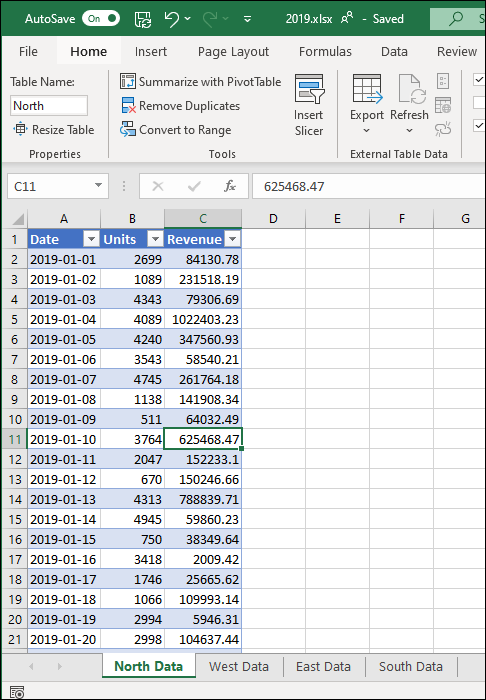 AutoSave On 2019.xlsx - Saved
File Home Insert Page Layout Formulas Data Review
Table Name: Summarize with PivotTable
North Remove Duplicates Insert Slicer Export Refresh
Resize Table Convert to Range
Properties Tools External Table Data
C11 fx 625468.47
A B C D E F G
1 Date Units Revenue
2 2019-01-01 2699 84130.78
3 2019-01-02 1089 231518.19
4 2019-01-03 4343 79306.69
5 2019-01-04 4089 1022403.23
6 2019-01-05 4240 347560.93
7 2019-01-06 3543 58540.21
8 2019-01-07 4745 261764.18
9 2019-01-08 1138 141908.34
10 2019-01-09 511 64032.49
11 2019-01-10 3764 625468.47
12 2019-01-11 2047 152233.1
13 2019-01-12 670 150246.66
14 2019-01-13 4313 788839.71
15 2019-01-14 4945 59860.23
16 2019-01-15 750 38349.64
17 2019-01-16 3418 2009.42
18 2019-01-17 1746 25665.62
19 2019-01-18 1066 109993.14
20 2019-01-19 2994 5946.31
21 2019-01-20 2998 104637.44
North Data West Data East Data South Data